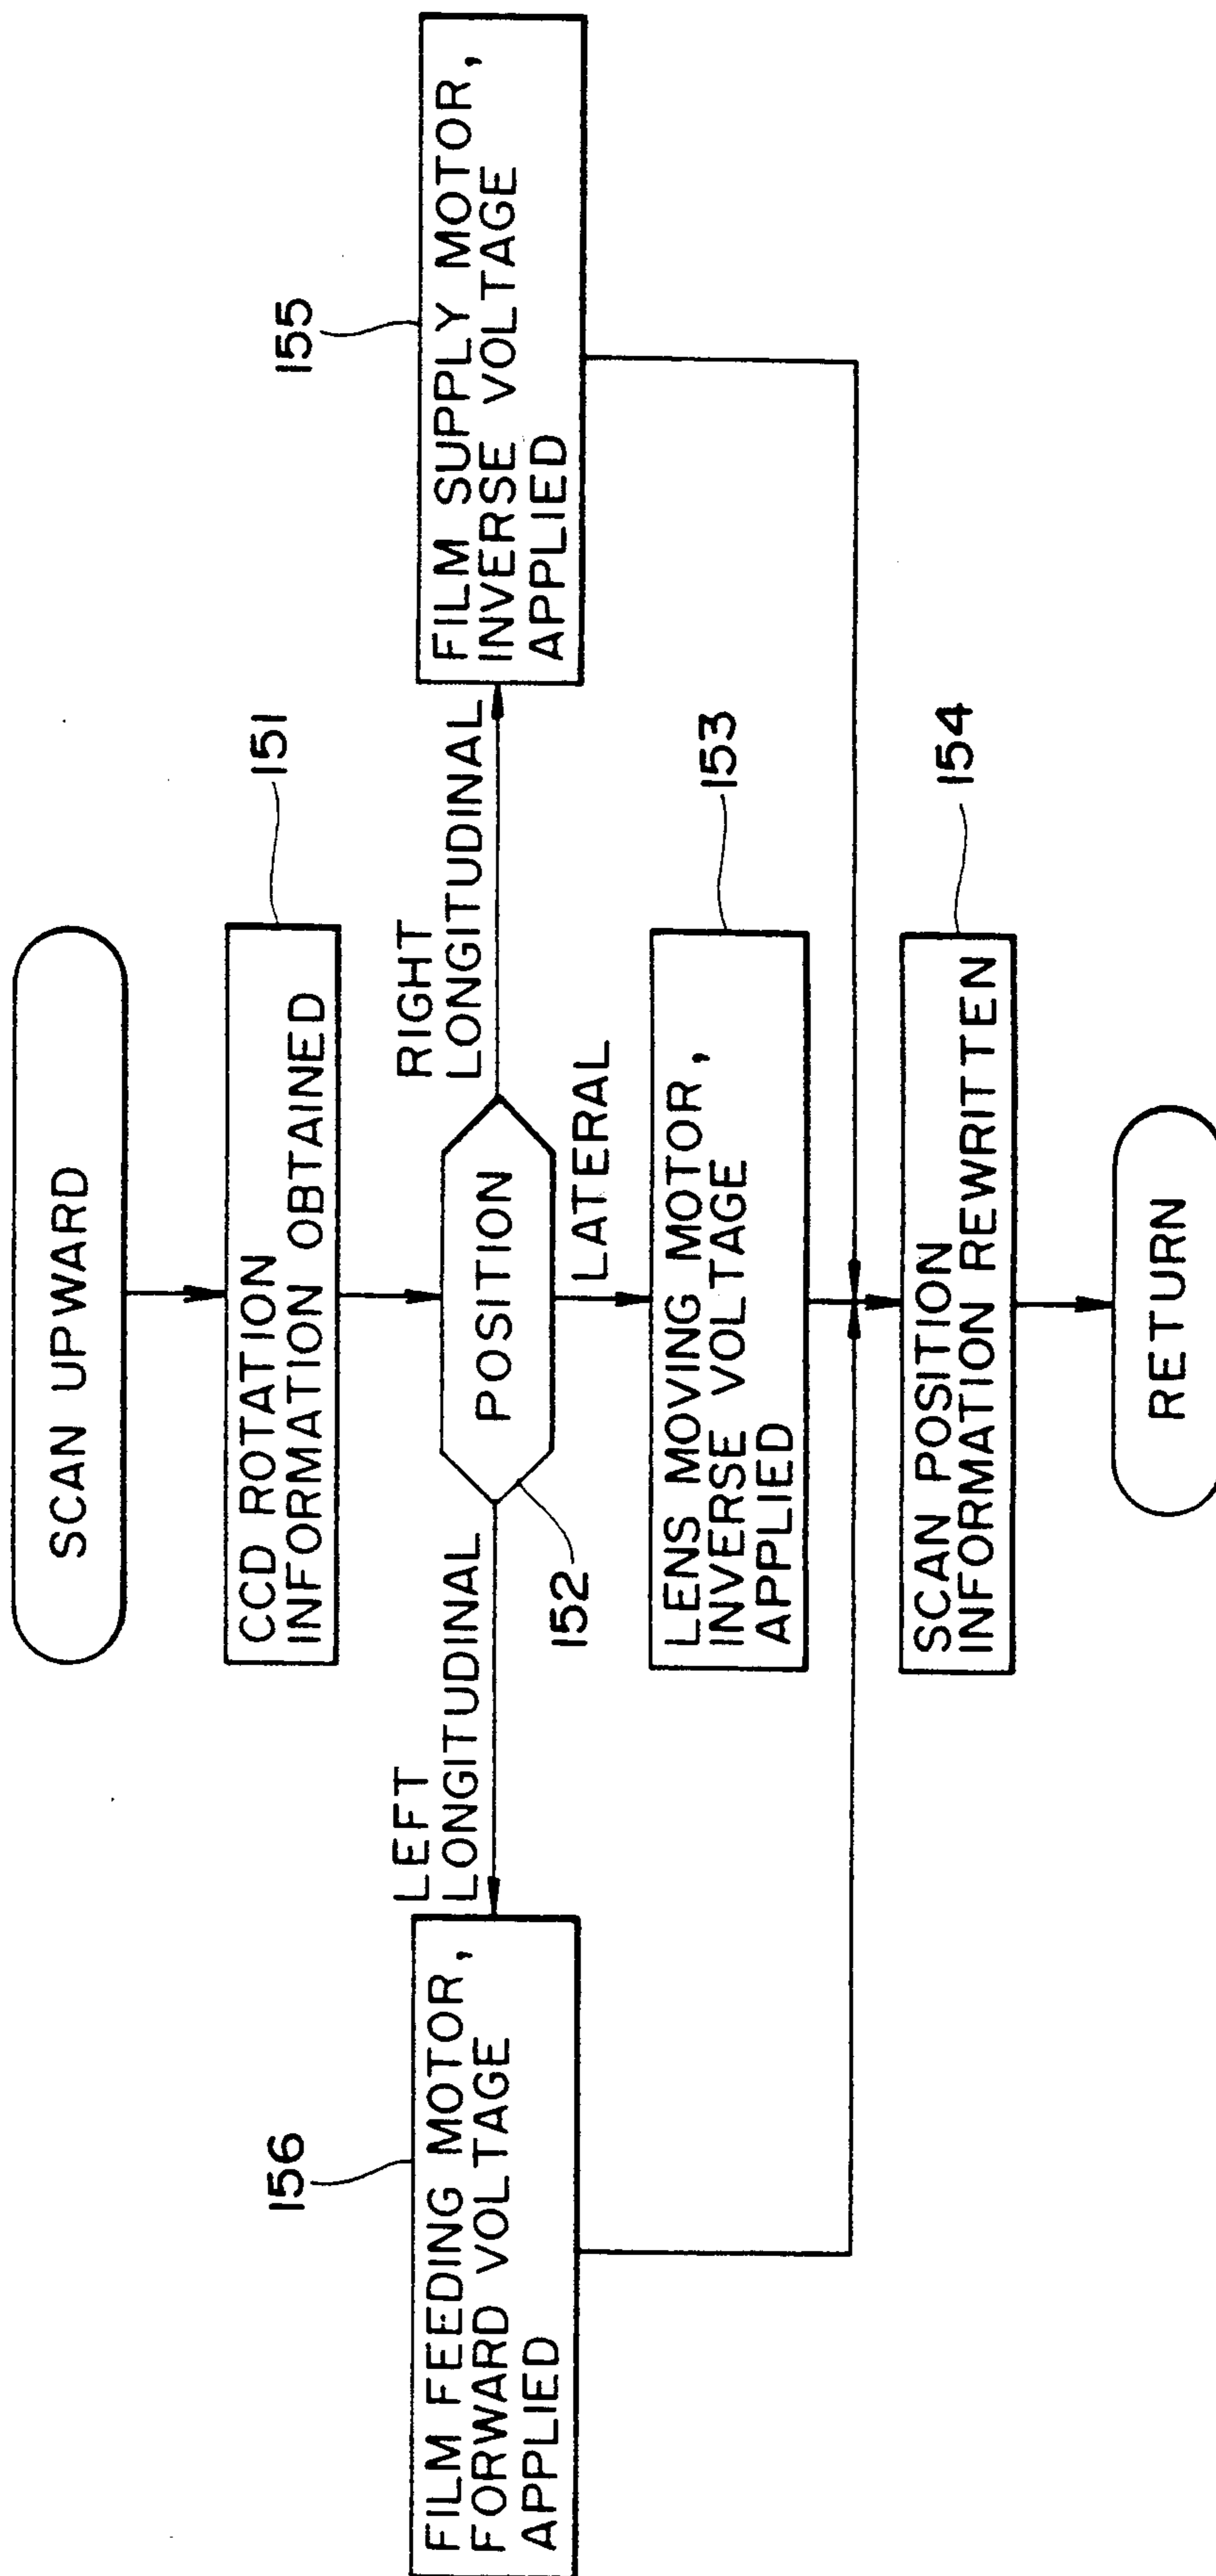 SCAN UPWARD
151
CCD ROTATION
INFORMATION OBTAINED
152
POSITION
LEFT
LONGITUDINAL
RIGHT
LONGITUDINAL
LATERAL
156
FILM FEEDING MOTOR,
FORWARD VOLTAGE
APPLIED
153
LENS MOVING MOTOR,
INVERSE VOLTAGE
APPLIED
155
FILM SUPPLY MOTOR,
INVERSE VOLTAGE
APPLIED
154
SCAN POSITION
INFORMATION REWRITTEN
RETURN